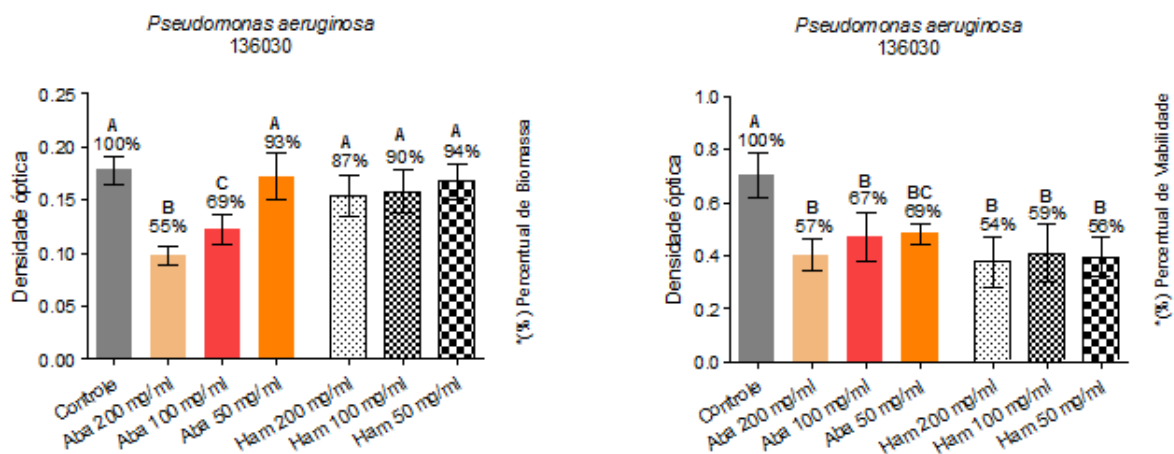 Pseudomonas aeruginosa
136030
Densidade óptica
0.25
0.20
0.15
0.10
0.05
0.00
A
100%
B
55%
C
69%
A
93%
A
87%
A
90%
A
94%
Controle
Aba 200 mg/ml
Aba 100 mg/ml
Aba 50 mg/ml
Ham 200 mg/ml
Ham 100 mg/ml
Ham 50 mg/ml
*(%) Percentual de Biomassa
Pseudomonas aeruginosa
136030
Densidade óptica
1.0
0.8
0.6
0.4
0.2
0.0
A
100%
B
57%
B
67%
BC
69%
B
54%
B
59%
B
56%
Controle
Aba 200 mg/ml
Aba 100 mg/ml
Aba 50 mg/ml
Ham 200 mg/ml
Ham 100 mg/ml
Ham 50 mg/ml
*(%) Percentual de Viabilidade